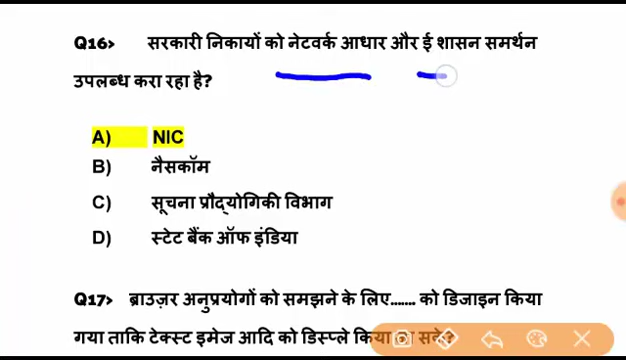 Q16> सरकारी निकायों को नेटवर्क आधार और ई शासन समर्थन
उपलब्ध करा रहा है?
A) NIC
B) नैसकॉम
C) सूचना प्रौद्योगिकी विभाग
D) स्टेट बैंक ऑफ इंडिया
Q17> ब्राउज़र अनुप्रयोगों को समझने के लिए....... को डिजाइन किया
गया ताकि टेक्स्ट इमेज आदि को डिस्प्ले किया सके?